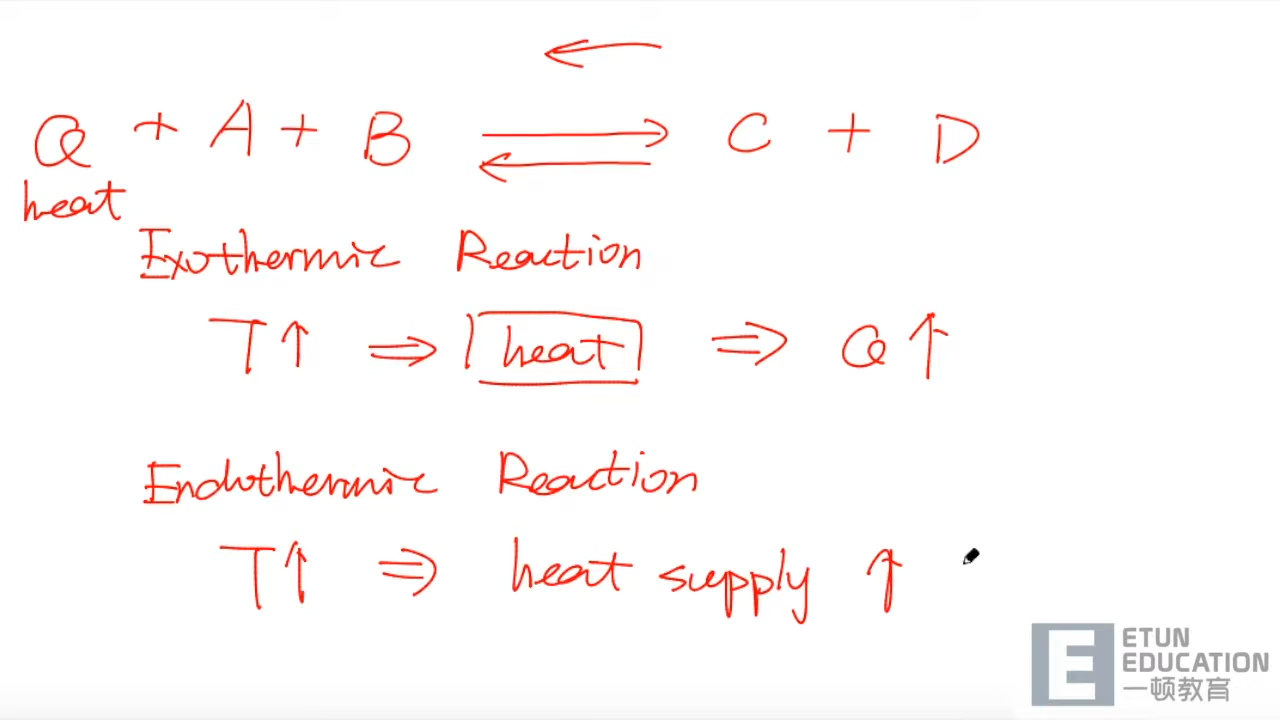 ←
Q + A + B ⇌ C + D
heat
Exothermic Reaction
T↑ ⇒ heat ⇒ Q↑
Endothermic Reaction
T↑ ⇒ heat supply ↑
ETUN
EDUCATION
一顿教育